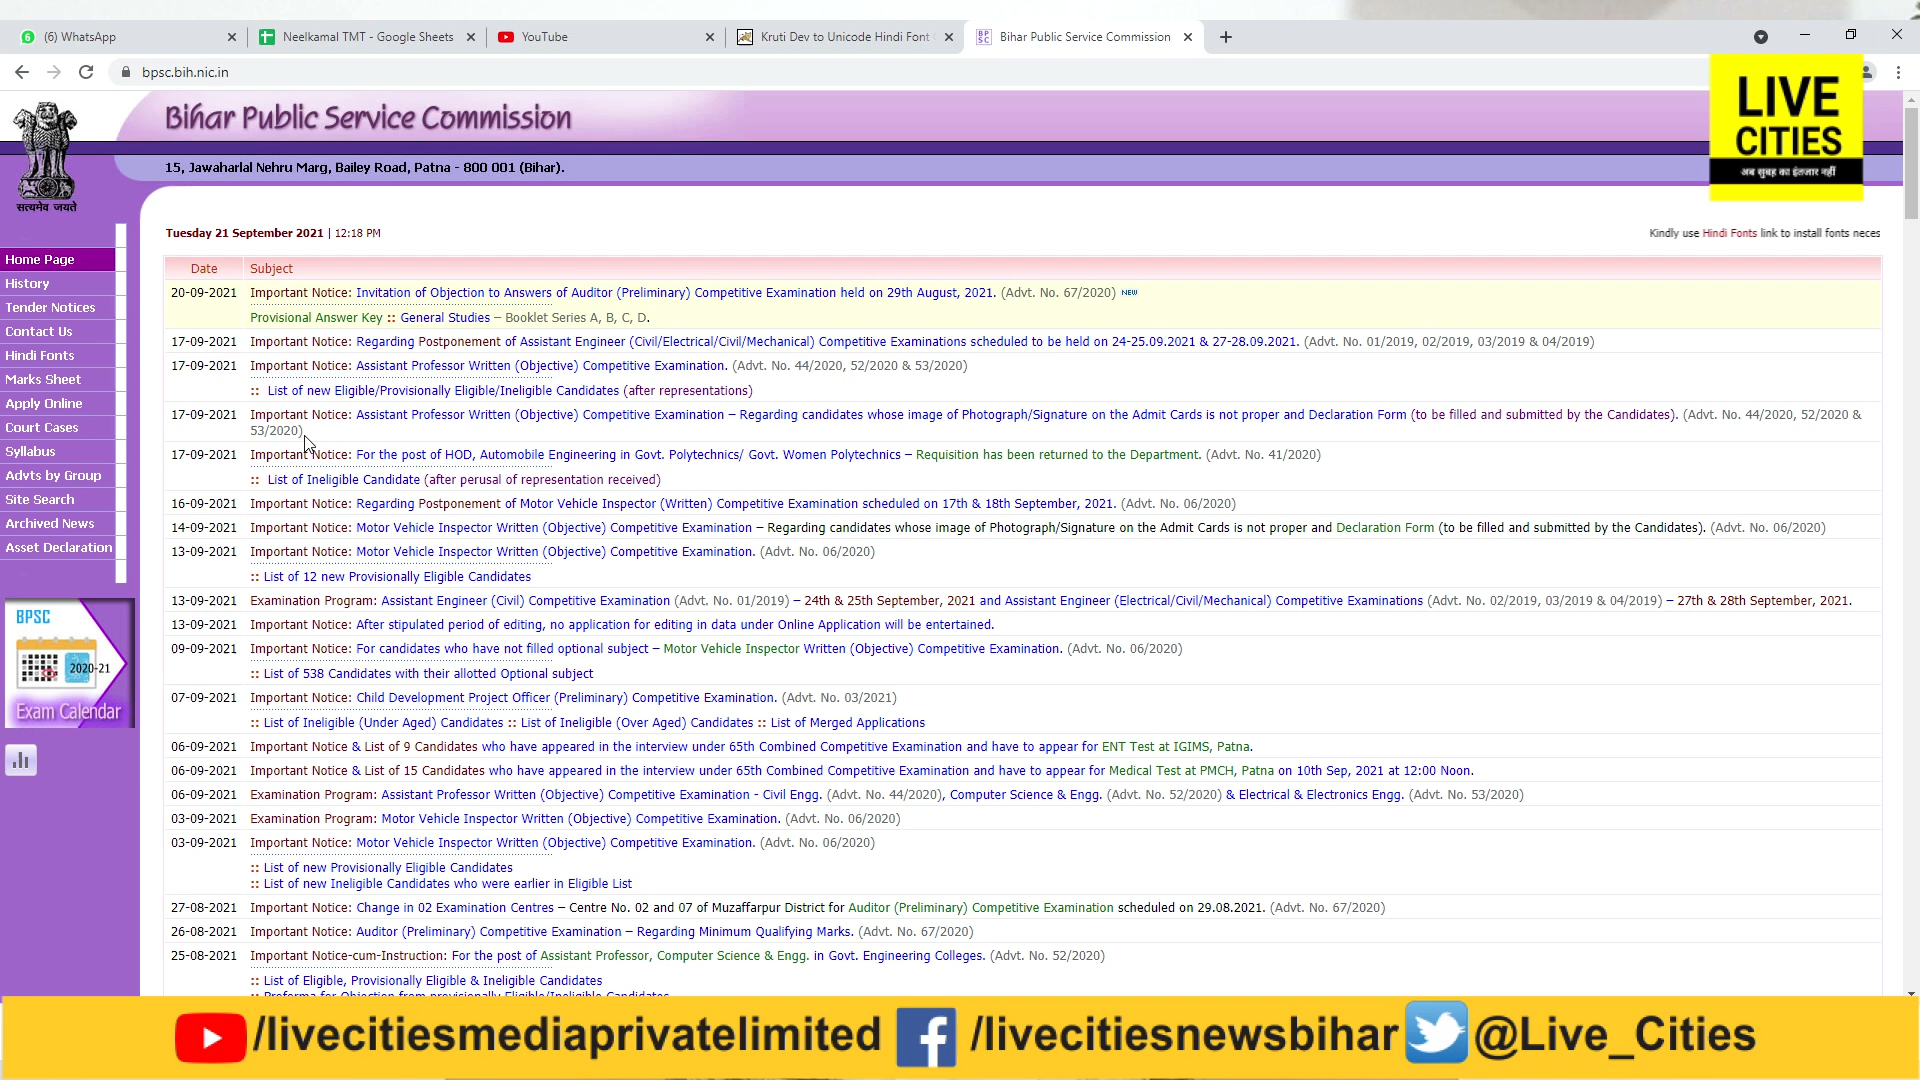 (6) WhatsApp
Neelkamal TMT - Google Sheets
YouTube
Kruti Dev to Unicode Hindi Font
Bihar Public Service Commission
bpsc.bih.nic.in
LIVE
CITIES
अब सुबह का इंतजार नहीं
Bihar Public Service Commission
15, Jawaharlal Nehru Marg, Bailey Road, Patna - 800 001 (Bihar).
सत्यमेव जयते
Tuesday 21 September 2021 | 12:18 PM
Kindly use Hindi Fonts link to install fonts neces
Home Page
History
Tender Notices
Contact Us
Hindi Fonts
Marks Sheet
Apply Online
Court Cases
Syllabus
Advts by Group
Site Search
Archived News
Asset Declaration
BPSC
2020-21
Exam Calendar
Date Subject
20-09-2021 Important Notice: Invitation of Objection to Answers of Auditor (Preliminary) Competitive Examination held on 29th August, 2021. (Advt. No. 67/2020) NEW
Provisional Answer Key :: General Studies – Booklet Series A, B, C, D.
17-09-2021 Important Notice: Regarding Postponement of Assistant Engineer (Civil/Electrical/Civil/Mechanical) Competitive Examinations scheduled to be held on 24-25.09.2021 & 27-28.09.2021. (Advt. No. 01/2019, 02/2019, 03/2019 & 04/2019)
17-09-2021 Important Notice: Assistant Professor Written (Objective) Competitive Examination. (Advt. No. 44/2020, 52/2020 & 53/2020)
:: List of new Eligible/Provisionally Eligible/Ineligible Candidates (after representations)
17-09-2021 Important Notice: Assistant Professor Written (Objective) Competitive Examination – Regarding candidates whose image of Photograph/Signature on the Admit Cards is not proper and Declaration Form (to be filled and submitted by the Candidates). (Advt. No. 44/2020, 52/2020 &
53/2020)
17-09-2021 Important Notice: For the post of HOD, Automobile Engineering in Govt. Polytechnics/ Govt. Women Polytechnics – Requisition has been returned to the Department. (Advt. No. 41/2020)
:: List of Ineligible Candidate (after perusal of representation received)
16-09-2021 Important Notice: Regarding Postponement of Motor Vehicle Inspector (Written) Competitive Examination scheduled on 17th & 18th September, 2021. (Advt. No. 06/2020)
14-09-2021 Important Notice: Motor Vehicle Inspector Written (Objective) Competitive Examination – Regarding candidates whose image of Photograph/Signature on the Admit Cards is not proper and Declaration Form (to be filled and submitted by the Candidates). (Advt. No. 06/2020)
13-09-2021 Important Notice: Motor Vehicle Inspector Written (Objective) Competitive Examination. (Advt. No. 06/2020)
:: List of 12 new Provisionally Eligible Candidates
13-09-2021 Examination Program: Assistant Engineer (Civil) Competitive Examination (Advt. No. 01/2019) – 24th & 25th September, 2021 and Assistant Engineer (Electrical/Civil/Mechanical) Competitive Examinations (Advt. No. 02/2019, 03/2019 & 04/2019) – 27th & 28th September, 2021.
13-09-2021 Important Notice: After stipulated period of editing, no application for editing in data under Online Application will be entertained.
09-09-2021 Important Notice: For candidates who have not filled optional subject – Motor Vehicle Inspector Written (Objective) Competitive Examination. (Advt. No. 06/2020)
:: List of 538 Candidates with their allotted Optional subject
07-09-2021 Important Notice: Child Development Project Officer (Preliminary) Competitive Examination. (Advt. No. 03/2021)
:: List of Ineligible (Under Aged) Candidates :: List of Ineligible (Over Aged) Candidates :: List of Merged Applications
06-09-2021 Important Notice & List of 9 Candidates who have appeared in the interview under 65th Combined Competitive Examination and have to appear for ENT Test at IGIMS, Patna.
06-09-2021 Important Notice & List of 15 Candidates who have appeared in the interview under 65th Combined Competitive Examination and have to appear for Medical Test at PMCH, Patna on 10th Sep, 2021 at 12:00 Noon.
06-09-2021 Examination Program: Assistant Professor Written (Objective) Competitive Examination - Civil Engg. (Advt. No. 44/2020), Computer Science & Engg. (Advt. No. 52/2020) & Electrical & Electronics Engg. (Advt. No. 53/2020)
03-09-2021 Examination Program: Motor Vehicle Inspector Written (Objective) Competitive Examination. (Advt. No. 06/2020)
03-09-2021 Important Notice: Motor Vehicle Inspector Written (Objective) Competitive Examination. (Advt. No. 06/2020)
:: List of new Provisionally Eligible Candidates
:: List of new Ineligible Candidates who were earlier in Eligible List
27-08-2021 Important Notice: Change in 02 Examination Centres – Centre No. 02 and 07 of Muzaffarpur District for Auditor (Preliminary) Competitive Examination scheduled on 29.08.2021. (Advt. No. 67/2020)
26-08-2021 Important Notice: Auditor (Preliminary) Competitive Examination – Regarding Minimum Qualifying Marks. (Advt. No. 67/2020)
25-08-2021 Important Notice-cum-Instruction: For the post of Assistant Professor, Computer Science & Engg. in Govt. Engineering Colleges. (Advt. No. 52/2020)
:: List of Eligible, Provisionally Eligible & Ineligible Candidates
:: Proforma for Objection from provisionally Eligible/Ineligible Candidates
/livecitiesmediaprivatelimited /livecitiesnewsbihar @Live_Cities